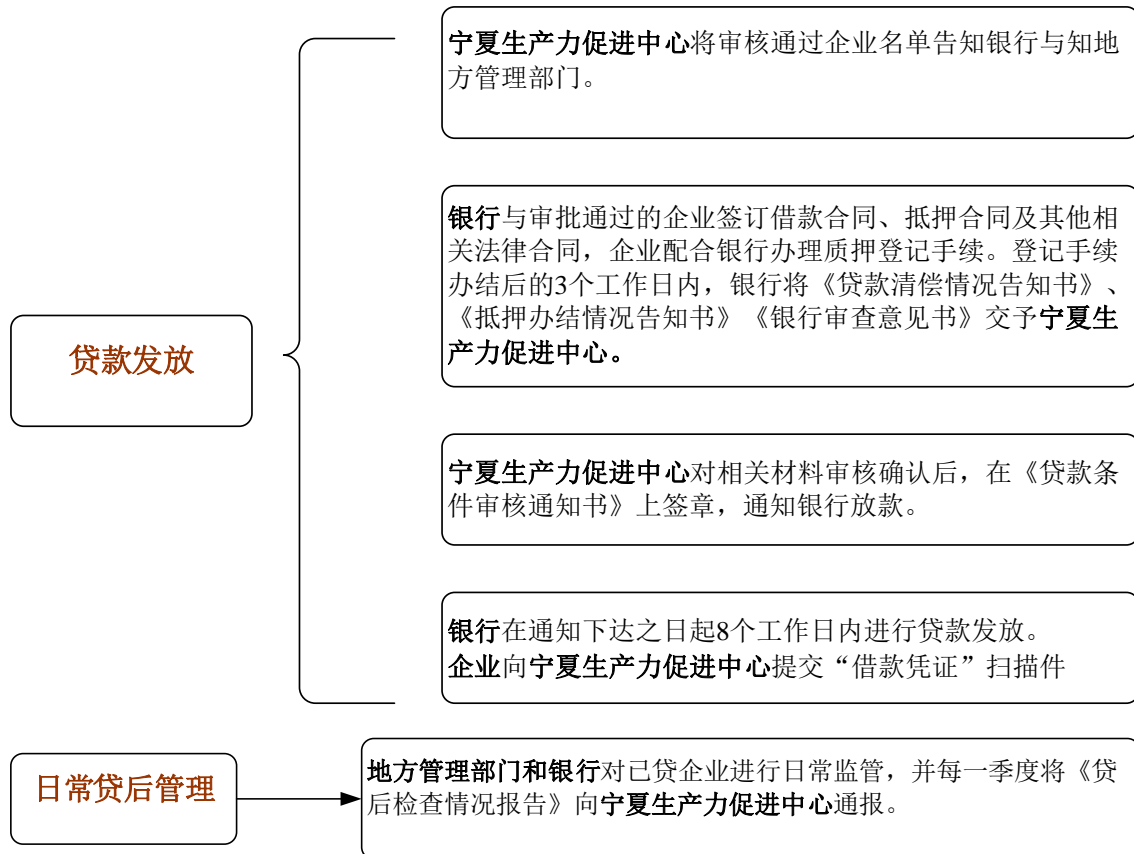 宁夏生产力促进中心将审核通过企业名单告知银行与知地
方管理部门。
银行与审批通过的企业签订借款合同、抵押合同及其他相
关法律合同，企业配合银行办理质押登记手续。登记手续
办结后的3个工作日内，银行将《贷款清偿情况告知书》、
《抵押办结情况告知书》《银行审查意见书》交予宁夏生
产力促进中心。
贷款发放
宁夏生产力促进中心对相关材料审核确认后，在《贷款条
件审核通知书》上签章，通知银行放款。
银行在通知下达之日起8个工作日内进行贷款发放。
企业向宁夏生产力促进中心提交“借款凭证”扫描件
日常贷后管理
地方管理部门和银行对已贷企业进行日常监管，并每一季度将《贷
后检查情况报告》向宁夏生产力促进中心通报。